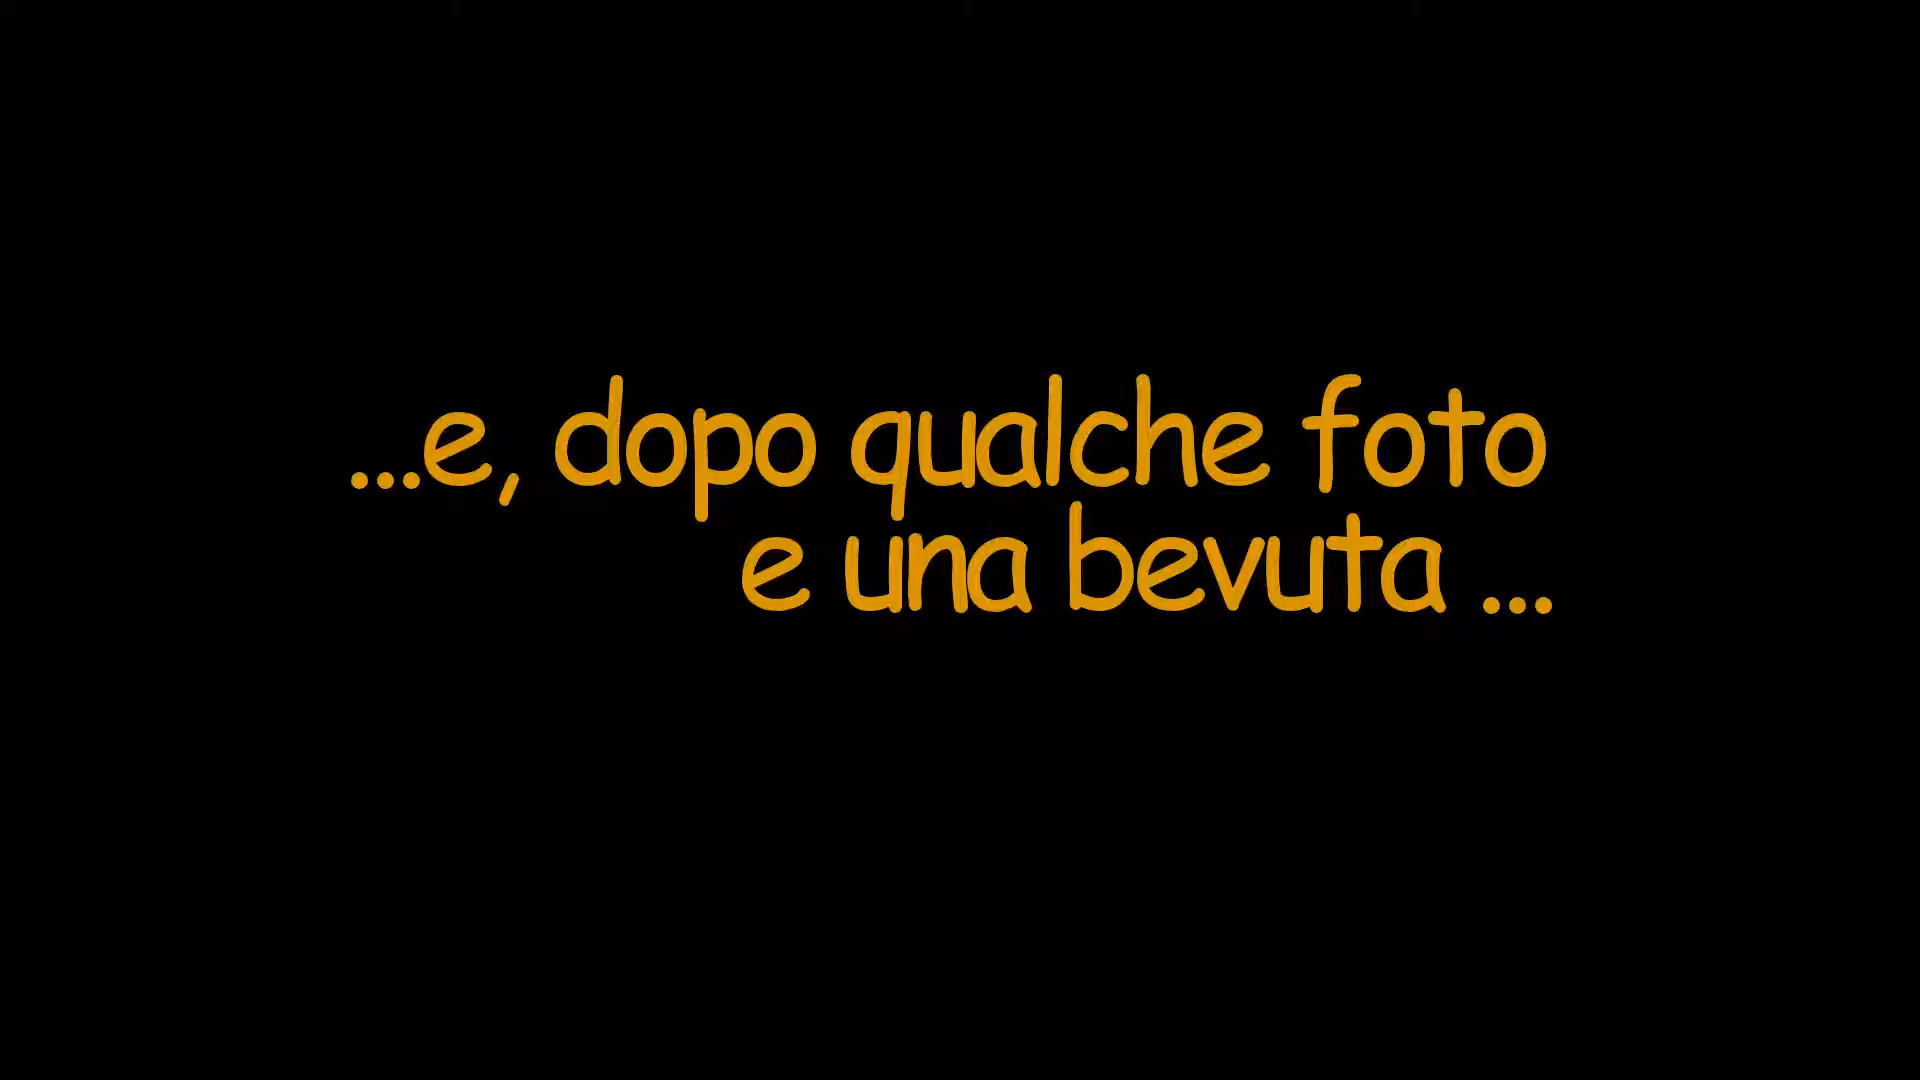 ...e, dopo qualche foto
e una bevuta ...